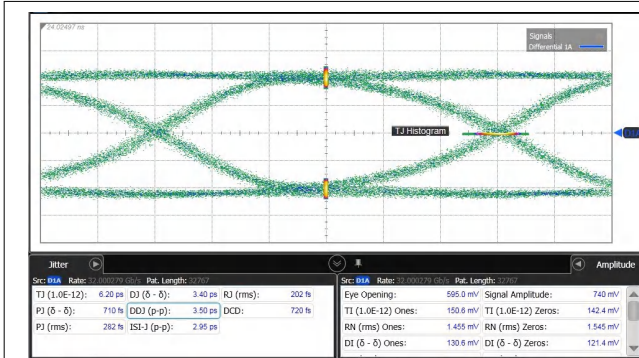 24.02497 ns
Signals
Differential 1A
TJ Histogram
Jitter
Amplitude
Src: D1A Rate: 32.000279 Gb/s Pat. Length: 32767
TJ (1.0E-12): 6.20 ps DJ (δ - δ): 3.40 ps RJ (rms): 202 fs
PJ (δ - δ): 710 fs DDJ (p-p): 3.50 ps DCD: 720 fs
PJ (rms): 282 fs ISI-J (p-p): 2.95 ps
Src: D1A Rate: 32.000279 Gb/s Pat. Length: 32767
Eye Opening: 595.0 mV Signal Amplitude: 740 mV
TI (1.0E-12) Ones: 150.6 mV TI (1.0E-12) Zeros: 142.4 mV
RN (rms) Ones: 1.455 mV RN (rms) Zeros: 1.545 mV
DI (δ - δ) Ones: 130.6 mV DI (δ - δ) Zeros: 121.4 mV